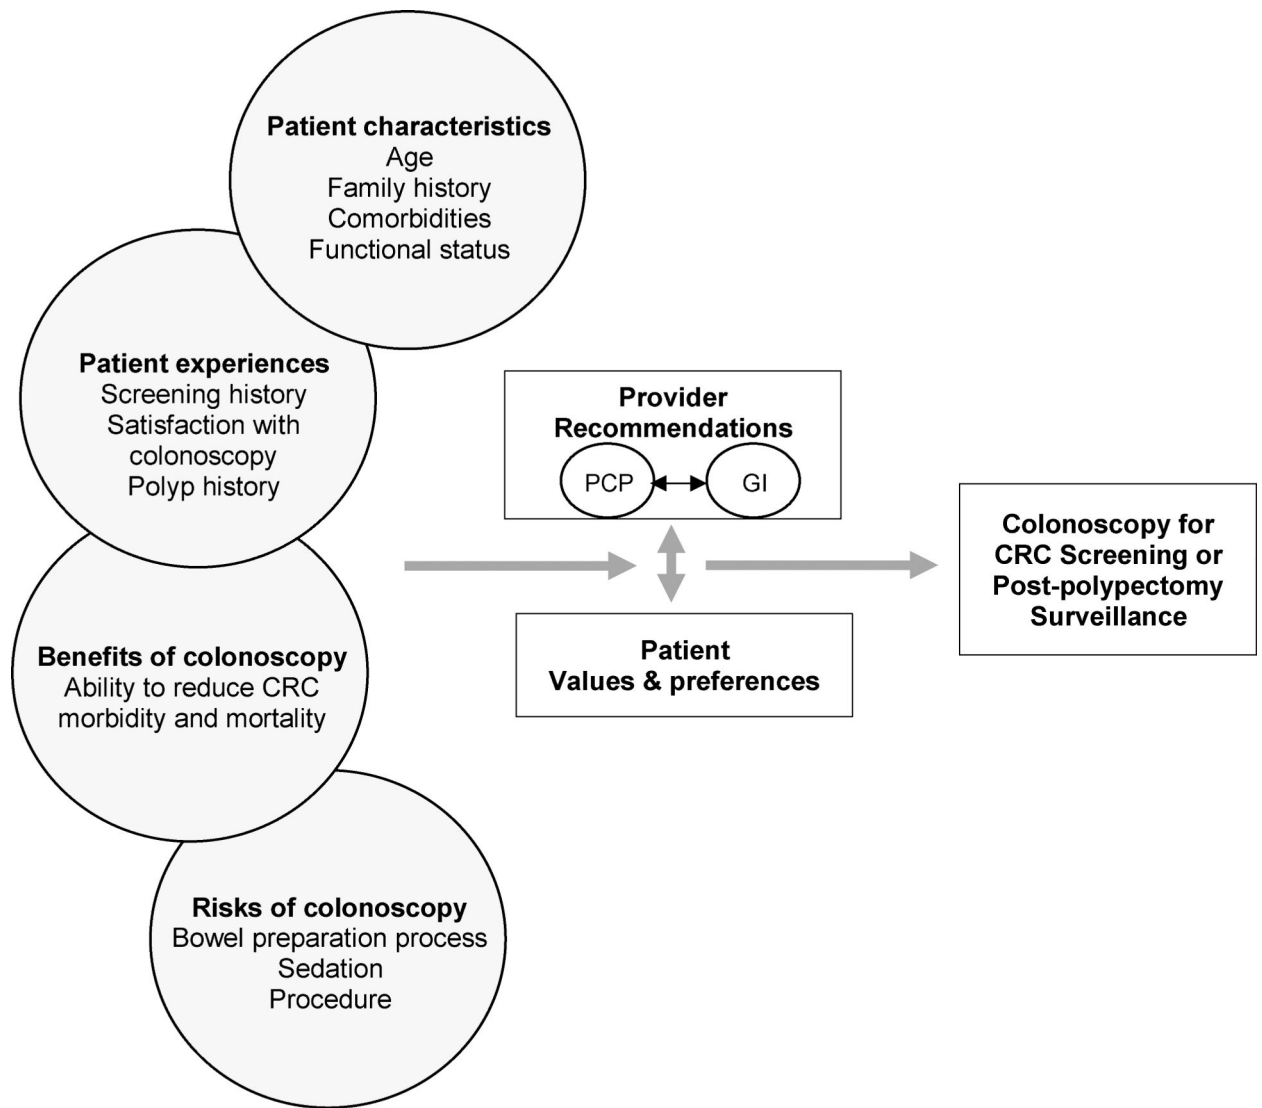 Patient characteristics
Age
Family history
Comorbidities
Functional status
Patient experiences
Screening history
Satisfaction with
colonoscopy
Polyp history
Benefits of colonoscopy
Ability to reduce CRC
morbidity and mortality
Risks of colonoscopy
Bowel preparation process
Sedation
Procedure
Provider
Recommendations
PCP
GI
Patient
Values & preferences
Colonoscopy for
CRC Screening or
Post-polypectomy
Surveillance